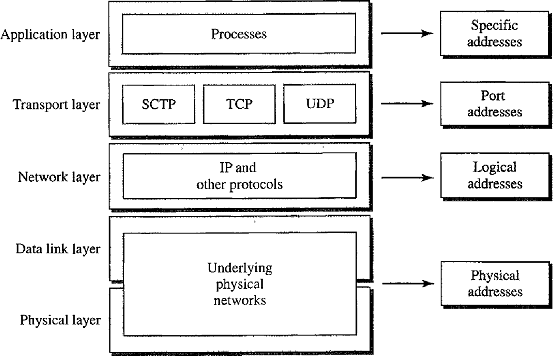 Application layer
Processes
Specific
addresses
Transport layer
SCTP
TCP
UDP
Port
addresses
Network layer
IP and
other protocols
Logical
addresses
Data link layer
Underlying
physical
networks
Physical
addresses
Physical layer